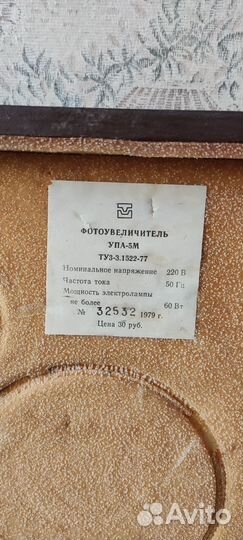 ФОТОУВЕЛИЧИТЕЛЬ
УПА-5М
ТУ3-3.1522-77
Номинальное напряжение 220 В
Частота тока 50 Гц
Мощность электролампы
не более 60 Вт
№ 32532 1979 г.
Цена 30 руб.
Avito